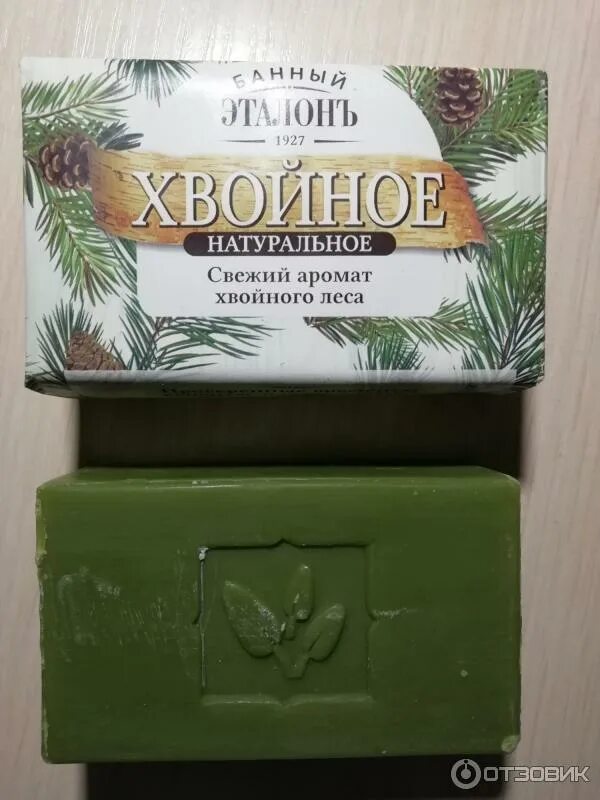 БАННЫЙ
ЭТАЛОНЪ
1927
ХВОЙНОЕ
НАТУРАЛЬНОЕ
Свежий аромат
хвойного леса
ОТЗОВИК